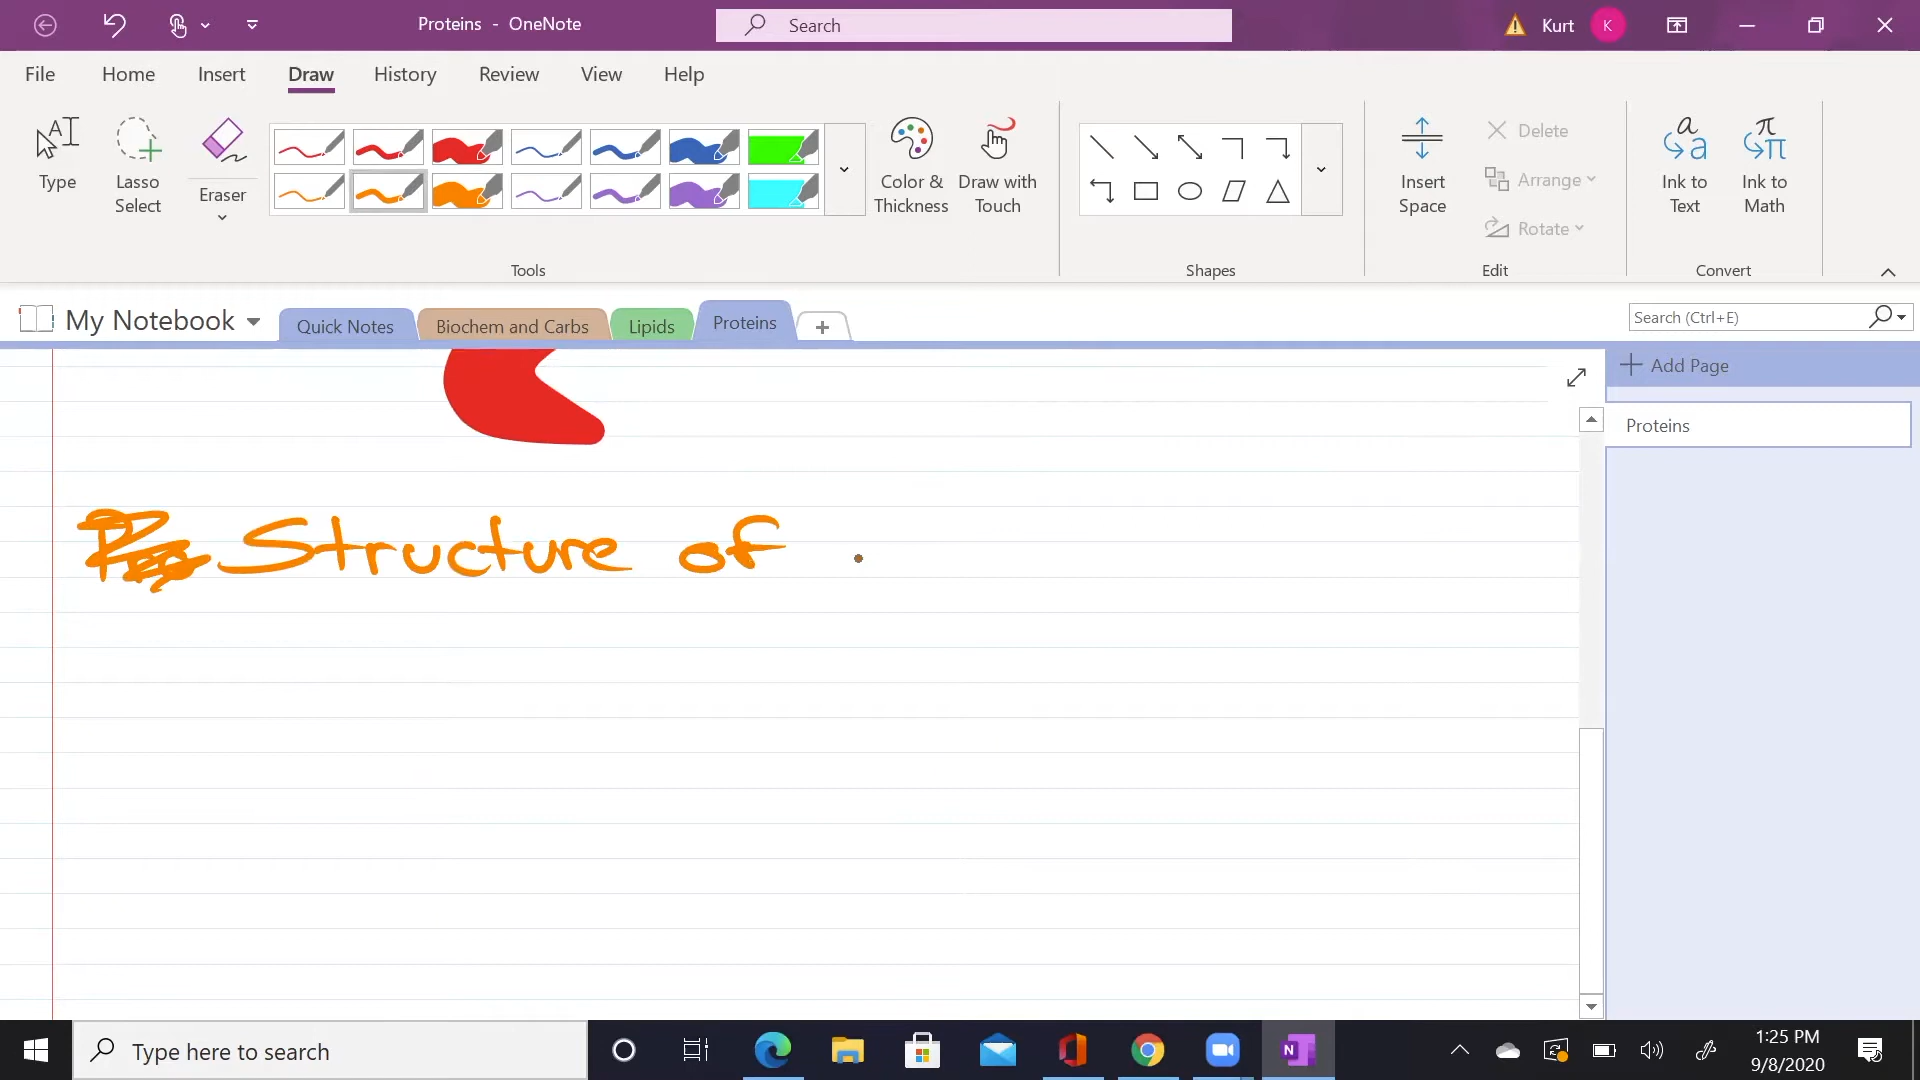 Proteins - OneNote
Search
Kurt
K
File Home Insert Draw History Review View Help
Type
Lasso Select
Eraser
Color & Thickness
Draw with Touch
Insert Space
Delete
Arrange
Rotate
Ink to Text
Ink to Math
Tools
Shapes
Edit
Convert
My Notebook
Quick Notes
Biochem and Carbs
Lipids
Proteins
Search (Ctrl+E)
Add Page
Proteins
Structure of
Type here to search
1:25 PM
9/8/2020